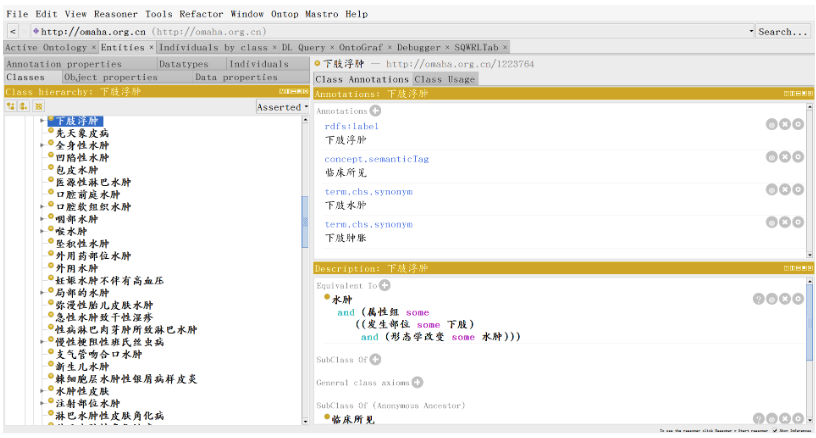 File Edit View Reasoner Tools Refactor Window Ontop Mastro Help
< http://omaha.org.cn (http://omaha.org.cn) Search...
Active Ontology × Entities × Individuals by class × DL Query × OntoGraf × Debugger × SQWRLTab ×
Annotation properties Datatypes Individuals
Classes Object properties Data properties
Class hierarchy: 下肢浮肿
Asserted
下肢浮肿
先天象皮病
全身性水肿
凹陷性水肿
包皮水肿
医源性淋巴水肿
口腔前庭水肿
口腔软组织水肿
咽部水肿
喉水肿
坠积性水肿
外用药部位水肿
外阴水肿
妊娠水肿不伴有高血压
局部的水肿
弥漫性胎儿皮肤水肿
急性水肿致干性湿疹
性病淋巴肉芽肿所致淋巴水肿
慢性梗阻性班氏丝虫病
支气管吻合口水肿
新生儿水肿
棘细胞层水肿性银屑病样皮炎
水肿性皮肤
注射部位水肿
淋巴水肿性皮肤角化病
下肢浮肿 — http://omaha.org.cn/1223764
Class Annotations Class Usage
Annotations: 下肢浮肿
Annotations
rdfs:label
下肢浮肿
concept.semanticTag
临床所见
term.chs.synonym
下肢水肿
term.chs.synonym
下肢肿胀
Description: 下肢浮肿
Equivalent To
水肿
and (属性组 some
((发生部位 some 下肢)
and (形态学改变 some 水肿)))
SubClass Of
General class axioms
SubClass Of (Anonymous Ancestor)
临床所见
To use the reasoner click Reasoner > Start reasoner Show Inferences